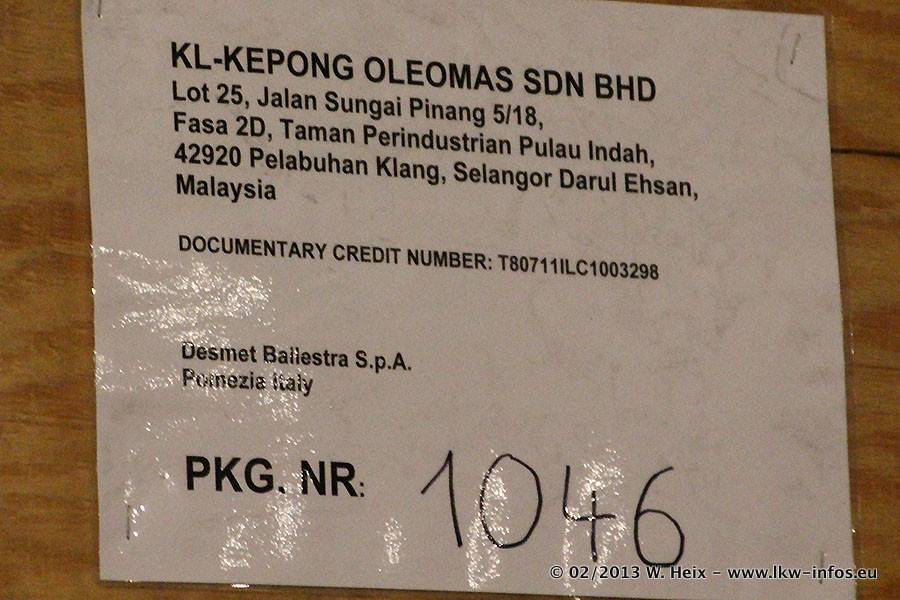 KL-KEPONG OLEOMAS SDN BHD
Lot 25, Jalan Sungai Pinang 5/18,
Fasa 2D, Taman Perindustrian Pulau Indah,
42920 Pelabuhan Klang, Selangor Darul Ehsan,
Malaysia
DOCUMENTARY CREDIT NUMBER: T80711ILC1003298
Desmet Ballestra S.p.A.
Pomezia Italy
PKG. NR: 1046
© 02/2013 W. Heix - www.lkw-infos.eu